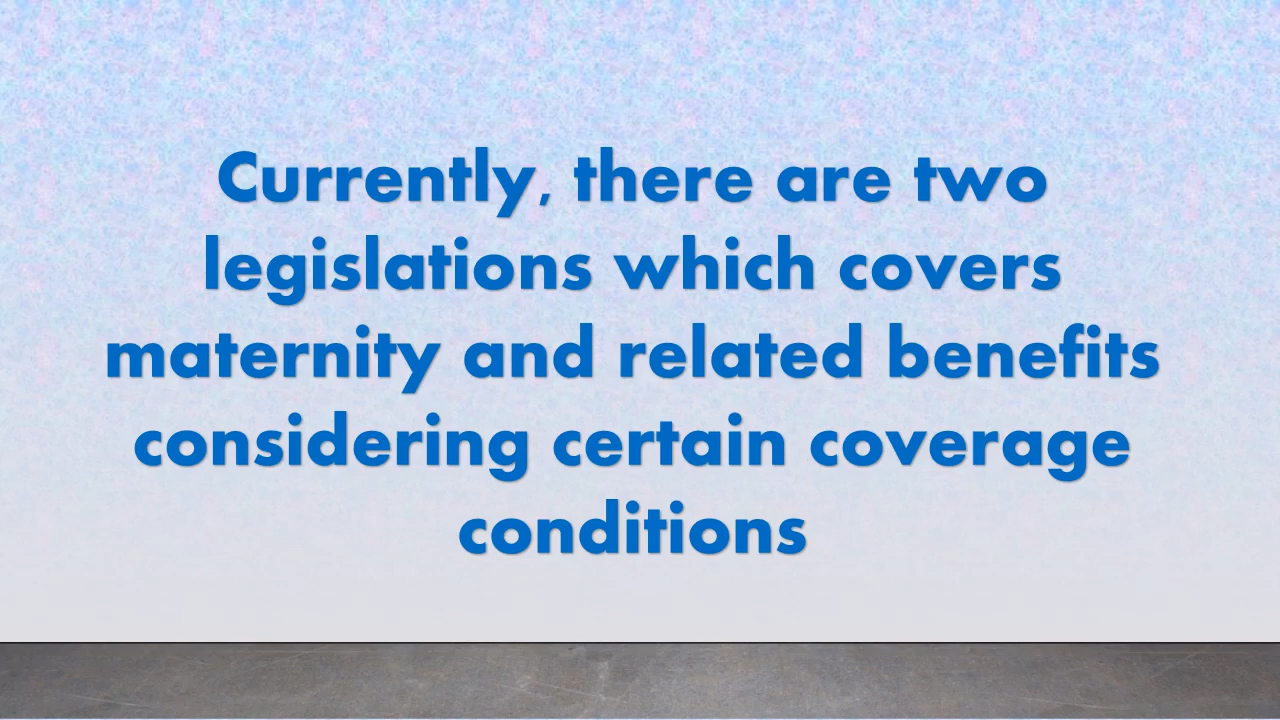 Currently, there are two
legislations which covers
maternity and related benefits
considering certain coverage
conditions